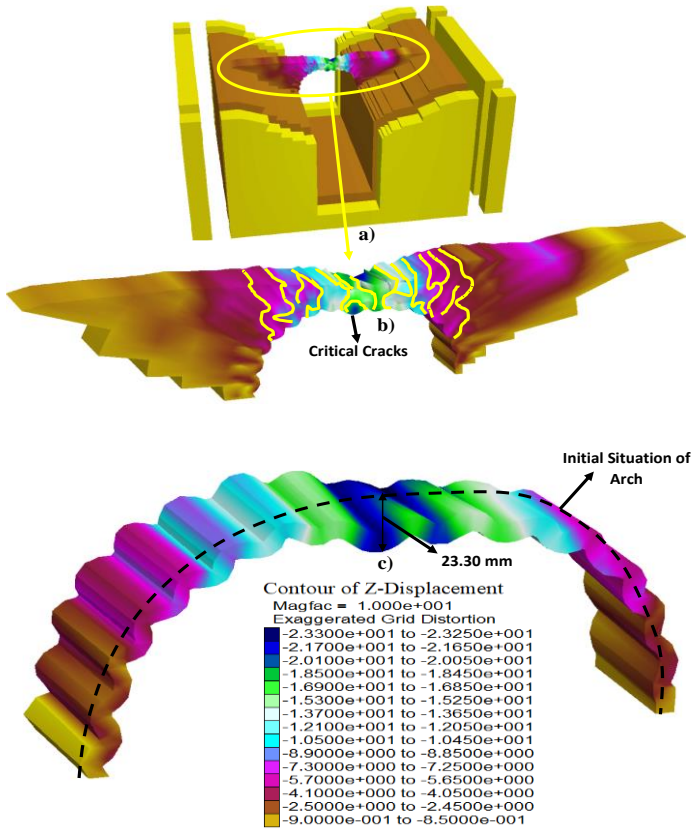 a)
b)
Critical Cracks
Initial Situation of
Arch
23.30 mm
c)
Contour of Z-Displacement
Magfac = 1.000e+001
Exaggerated Grid Distortion
-2.3300e+001 to -2.3250e+001
-2.1700e+001 to -2.1650e+001
-2.0100e+001 to -2.0050e+001
-1.8500e+001 to -1.8450e+001
-1.6900e+001 to -1.6850e+001
-1.5300e+001 to -1.5250e+001
-1.3700e+001 to -1.3650e+001
-1.2100e+001 to -1.2050e+001
-1.0500e+001 to -1.0450e+001
-8.9000e+000 to -8.8500e+000
-7.3000e+000 to -7.2500e+000
-5.7000e+000 to -5.6500e+000
-4.1000e+000 to -4.0500e+000
-2.5000e+000 to -2.4500e+000
-9.0000e-001 to -8.5000e-001